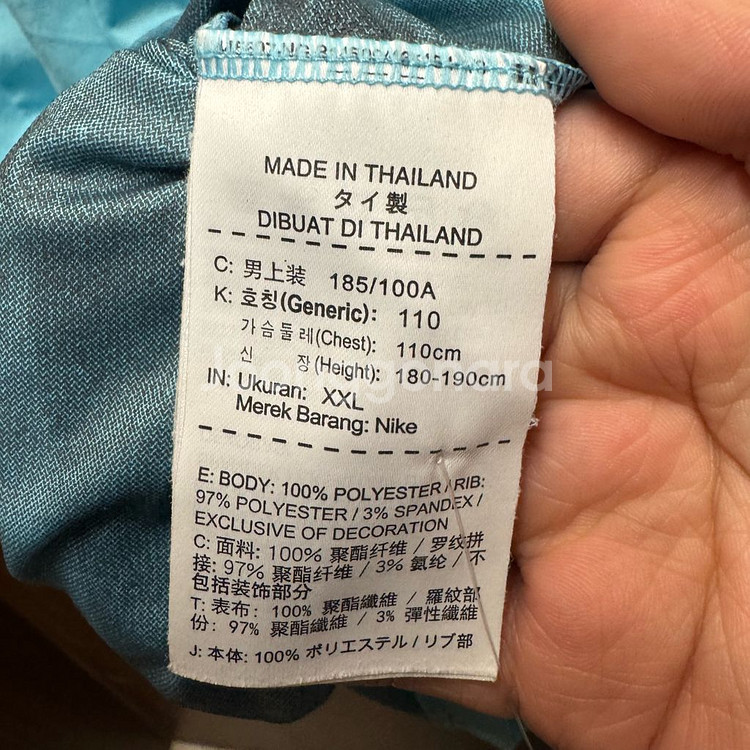 MADE IN THAILAND
タイ製
DIBUAT DI THAILAND
C: 男上装 185/100A
K: 호칭(Generic): 110
가슴둘레(Chest): 110cm
신 장(Height): 180-190cm
IN: Ukuran: XXL
Merek Barang: Nike
E: BODY: 100% POLYESTER / RIB:
97% POLYESTER / 3% SPANDEX /
EXCLUSIVE OF DECORATION
C: 面料: 100% 聚酯纤维 / 罗纹拼
接: 97% 聚酯纤维 / 3% 氨纶 / 不
包括装饰部分
T: 表布: 100% 聚酯纖維 / 羅紋部
份: 97% 聚酯纖維 / 3% 彈性纖維
J: 本体: 100% ポリエステル / リブ部